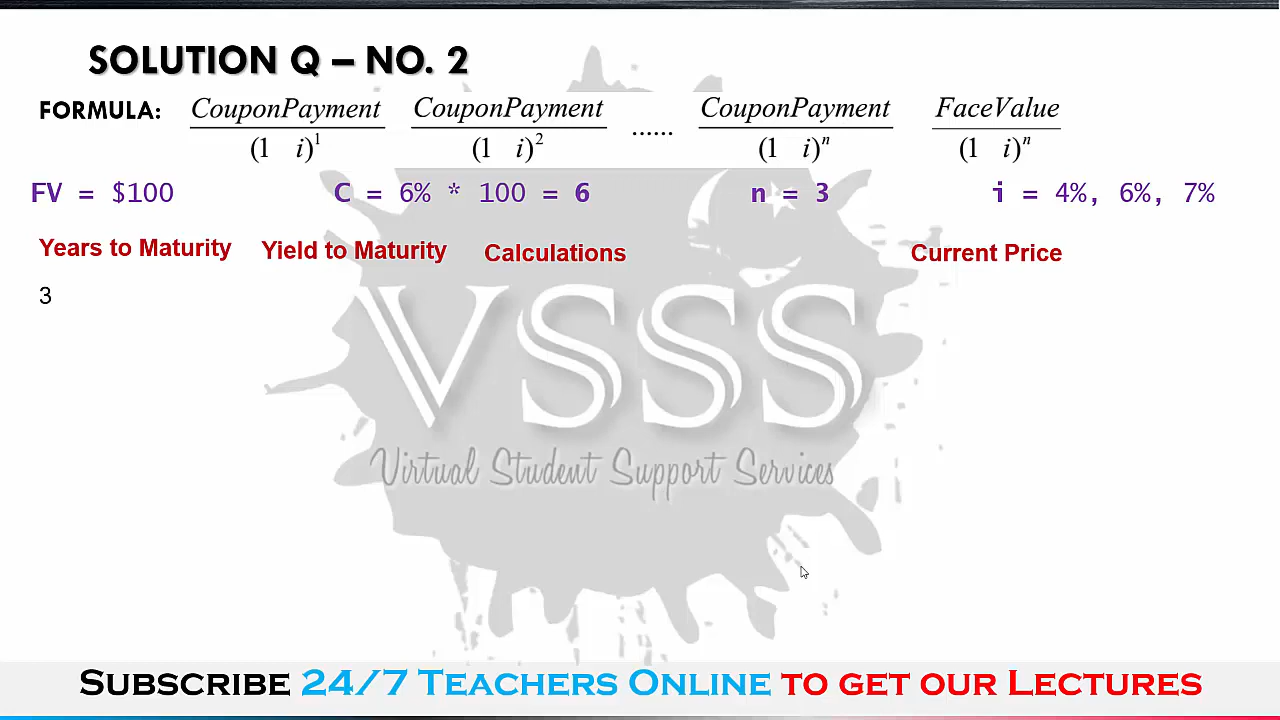 SOLUTION Q – NO. 2
FORMULA: CouponPayment/(1 i)^1 CouponPayment/(1 i)^2 ...... CouponPayment/(1 i)^n FaceValue/(1 i)^n
FV = $100 C = 6% * 100 = 6 n = 3 i = 4%, 6%, 7%
Years to Maturity Yield to Maturity Calculations Current Price
3
VSSS
Virtual Student Support Services
SUBSCRIBE 24/7 TEACHERS ONLINE TO GET OUR LECTURES